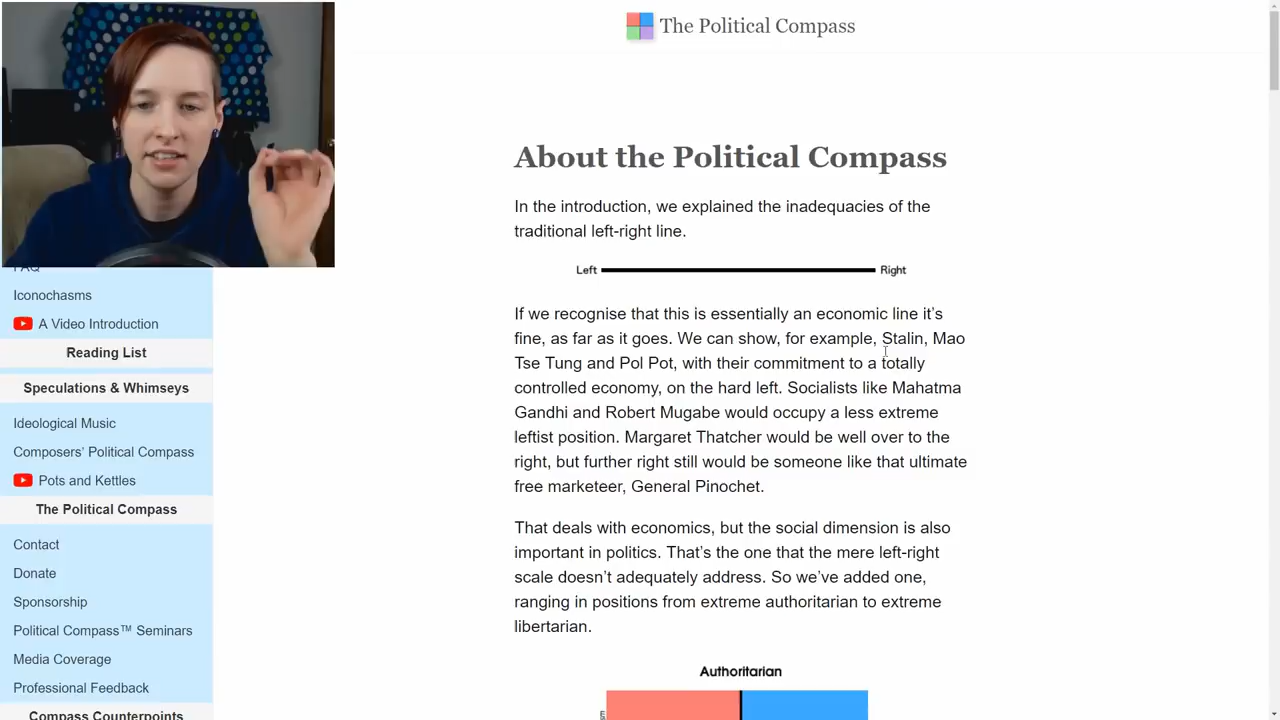 The Political Compass
About the Political Compass
In the introduction, we explained the inadequacies of the
traditional left-right line.
Left
Right
If we recognise that this is essentially an economic line it's
fine, as far as it goes. We can show, for example, Stalin, Mao
Tse Tung and Pol Pot, with their commitment to a totally
controlled economy, on the hard left. Socialists like Mahatma
Gandhi and Robert Mugabe would occupy a less extreme
leftist position. Margaret Thatcher would be well over to the
right, but further right still would be someone like that ultimate
free marketeer, General Pinochet.
That deals with economics, but the social dimension is also
important in politics. That's the one that the mere left-right
scale doesn't adequately address. So we've added one,
ranging in positions from extreme authoritarian to extreme
libertarian.
Authoritarian
FAQ
Iconochasms
A Video Introduction
Reading List
Speculations & Whimseys
Ideological Music
Composers' Political Compass
Pots and Kettles
The Political Compass
Contact
Donate
Sponsorship
Political Compass™ Seminars
Media Coverage
Professional Feedback
Compass Counterpoints